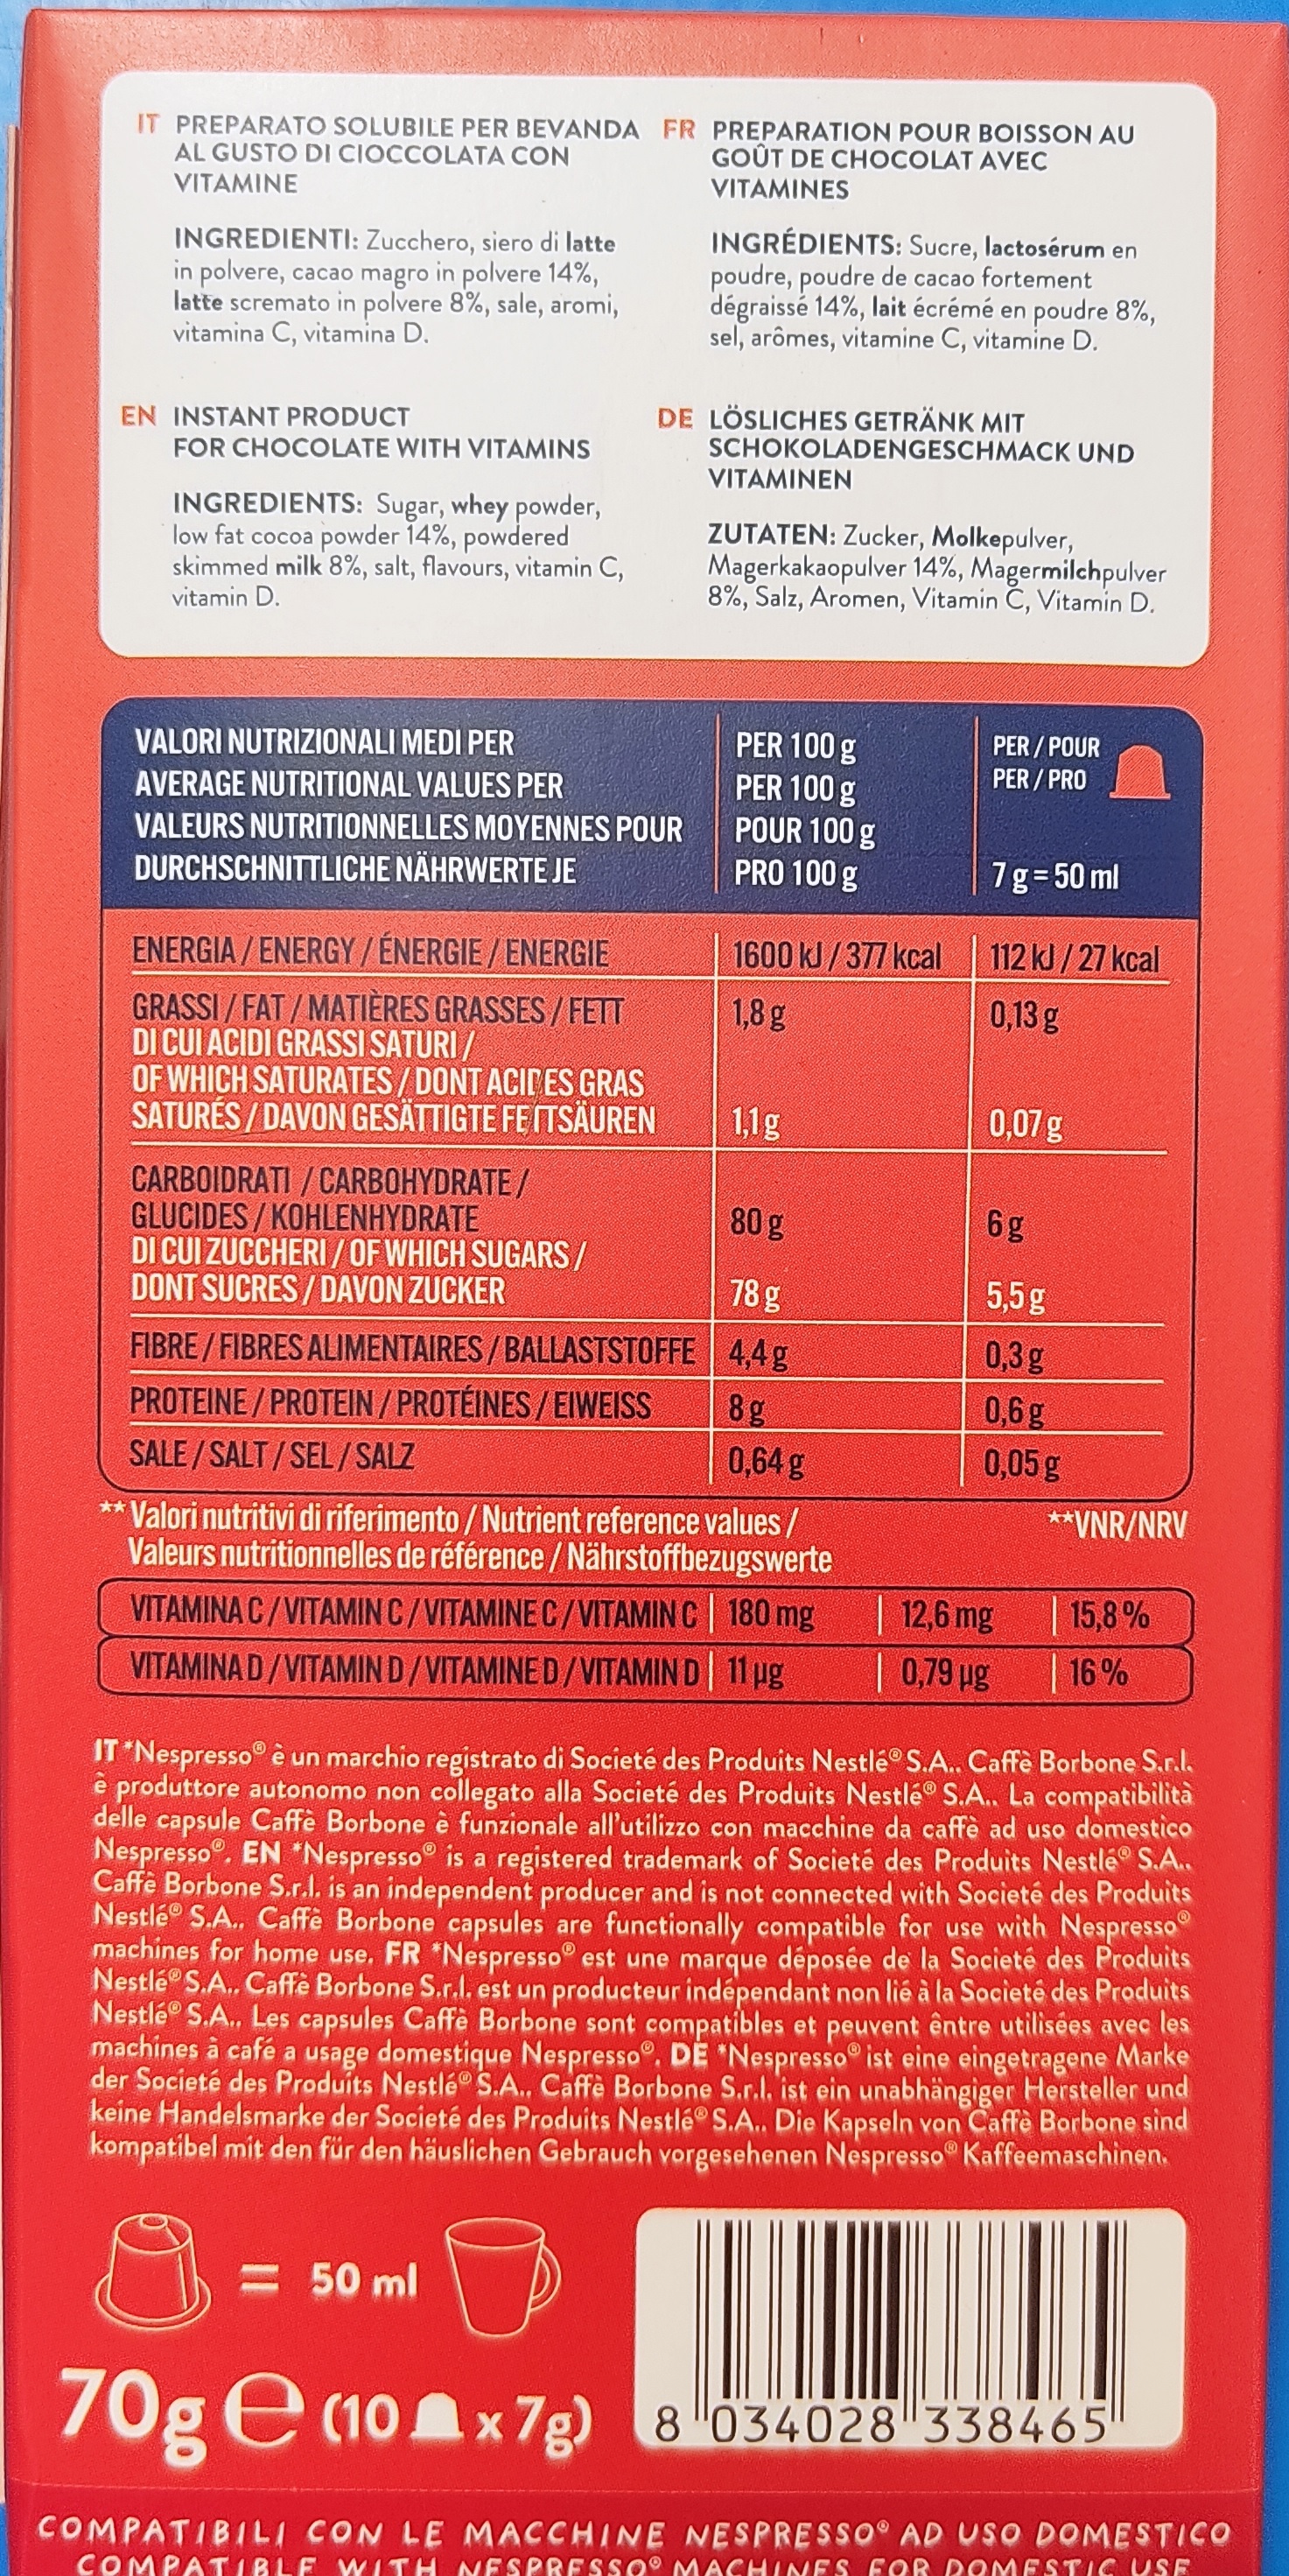 IT PREPARATO SOLUBILE PER BEVANDA
AL GUSTO DI CIOCCOLATA CON
VITAMINE
INGREDIENTI: Zucchero, siero di latte
in polvere, cacao magro in polvere 14%,
latte scremato in polvere 8%, sale, aromi,
vitamina C, vitamina D.
FR PREPARATION POUR BOISSON AU
GOÛT DE CHOCOLAT AVEC
VITAMINES
INGRÉDIENTS: Sucre, lactosérum en
poudre, poudre de cacao fortement
dégraissé 14%, lait écrémé en poudre 8%,
sel, arômes, vitamine C, vitamine D.
EN INSTANT PRODUCT
FOR CHOCOLATE WITH VITAMINS
INGREDIENTS: Sugar, whey powder,
low fat cocoa powder 14%, powdered
skimmed milk 8%, salt, flavours, vitamin C,
vitamin D.
DE LÖSLICHES GETRÄNK MIT
SCHOKOLADENGESCHMACK UND
VITAMINEN
ZUTATEN: Zucker, Molkepulver,
Magerkakaopulver 14%, Magermilchpulver
8%, Salz, Aromen, Vitamin C, Vitamin D.
VALORI NUTRIZIONALI MEDI PER PER 100 g PER / POUR
AVERAGE NUTRITIONAL VALUES PER PER 100 g PER / PRO
VALEURS NUTRITIONNELLES MOYENNES POUR POUR 100 g
DURCHSCHNITTLICHE NÄHRWERTE JE PRO 100 g 7 g = 50 ml
ENERGIA / ENERGY / ÉNERGIE / ENERGIE 1600 kJ / 377 kcal 112 kJ / 27 kcal
GRASSI / FAT / MATIÈRES GRASSES / FETT 1,8 g 0,13 g
DI CUI ACIDI GRASSI SATURI /
OF WHICH SATURATES / DONT ACIDES GRAS
SATURÉS / DAVON GESÄTTIGTE FETTSÄUREN 1,1 g 0,07 g
CARBOIDRATI / CARBOHYDRATE /
GLUCIDES / KOHLENHYDRATE 80 g 6 g
DI CUI ZUCCHERI / OF WHICH SUGARS /
DONT SUCRES / DAVON ZUCKER 78 g 5,5 g
FIBRE / FIBRES ALIMENTAIRES / BALLASTSTOFFE 4,4 g 0,3 g
PROTEINE / PROTEIN / PROTÉINES / EIWEISS 8 g 0,6 g
SALE / SALT / SEL / SALZ 0,64 g 0,05 g
** Valori nutritivi di riferimento / Nutrient reference values / **VNR/NRV
Valeurs nutritionnelles de référence / Nährstoffbezugswerte
VITAMINA C / VITAMIN C / VITAMINE C / VITAMIN C 180 mg 12,6 mg 15,8 %
VITAMINA D / VITAMIN D / VITAMINE D / VITAMIN D 11 µg 0,79 µg 16 %
IT *Nespresso® è un marchio registrato di Societé des Produits Nestlé® S.A.. Caffè Borbone S.r.l.
è produttore autonomo non collegato alla Societé des Produits Nestlé® S.A.. La compatibilità
delle capsule Caffè Borbone è funzionale all'utilizzo con macchine da caffè ad uso domestico
Nespresso®. EN *Nespresso® is a registered trademark of Societé des Produits Nestlé® S.A..
Caffè Borbone S.r.l. is an independent producer and is not connected with Societé des Produits
Nestlé® S.A.. Caffè Borbone capsules are functionally compatible for use with Nespresso®
machines for home use. FR *Nespresso® est une marque déposée de la Societé des Produits
Nestlé® S.A.. Caffè Borbone S.r.l. est un producteur indépendant non lié à la Societé des Produits
Nestlé® S.A.. Les capsules Caffè Borbone sont compatibles et peuvent êntre utilisées avec les
machines à café a usage domestique Nespresso®. DE *Nespresso® ist eine eingetragene Marke
der Societé des Produits Nestlé® S.A.. Caffè Borbone S.r.l. ist ein unabhängiger Hersteller und
keine Handelsmarke der Societé des Produits Nestlé® S.A.. Die Kapseln von Caffè Borbone sind
kompatibel mit den für den häuslichen Gebrauch vorgesehenen Nespresso® Kaffeemaschinen.
= 50 ml
70g e (10 x 7g)
8 034028 338465
COMPATIBILI CON LE MACCHINE NESPRESSO® AD USO DOMESTICO
COMPATIBLE WITH NESPRESSO® MACHINES FOR DOMESTIC USE